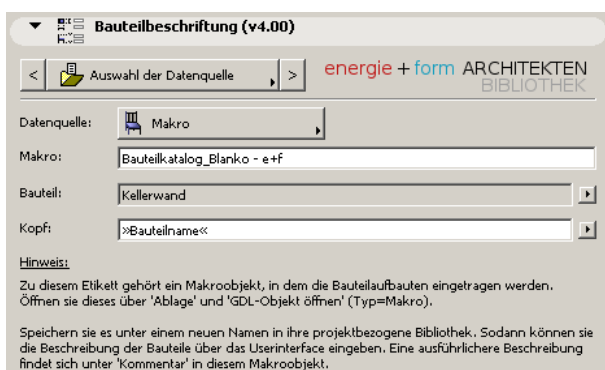 Bauteilbeschriftung (v4.00)
< Auswahl der Datenquelle > energie + form ARCHITEKTEN
BIBLIOTHEK
Datenquelle: Makro
Makro: Bauteilkatalog_Blanko - e+f
Bauteil: Kellerwand
Kopf: »Bauteilname«
Hinweis:
Zu diesem Etikett gehört ein Makroobjekt, in dem die Bauteilaufbauten eingetragen werden.
Öffnen sie dieses über 'Ablage' und 'GDL-Objekt öffnen' (Typ=Makro).
Speichern sie es unter einem neuen Namen in ihre projektbezogene Bibliothek. Sodann können sie
die Beschreibung der Bauteile über das Userinterface eingeben. Eine ausführlichere Beschreibung
findet sich unter 'Kommentar' in diesem Makroobjekt.